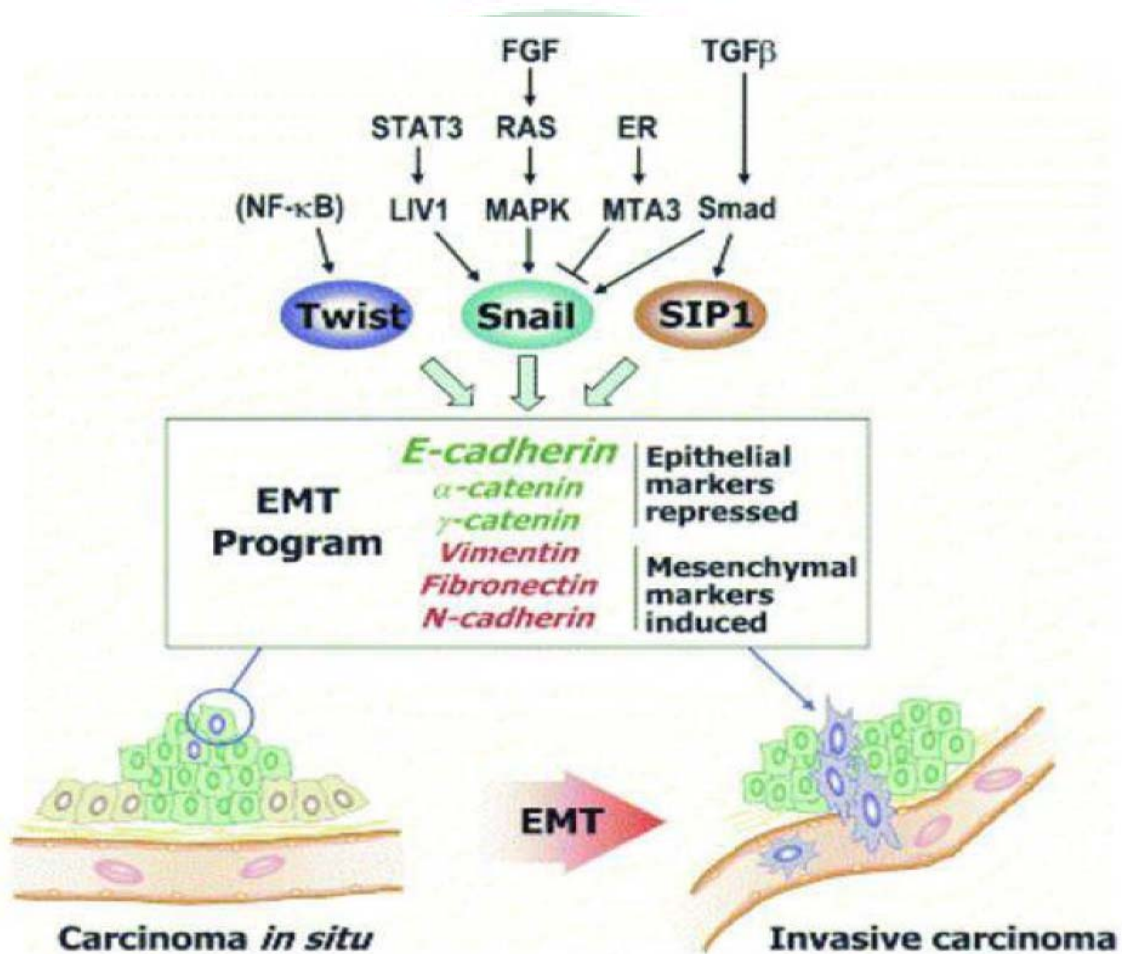 FGF TGFβ
STAT3 RAS ER
(NF-κB) LIV1 MAPK MTA3 Smad
Twist Snail SIP1
EMT
Program
E-cadherin
α-catenin
γ-catenin
Vimentin
Fibronectin
N-cadherin
Epithelial
markers
repressed
Mesenchymal
markers
induced
EMT
Carcinoma in situ
Invasive carcinoma